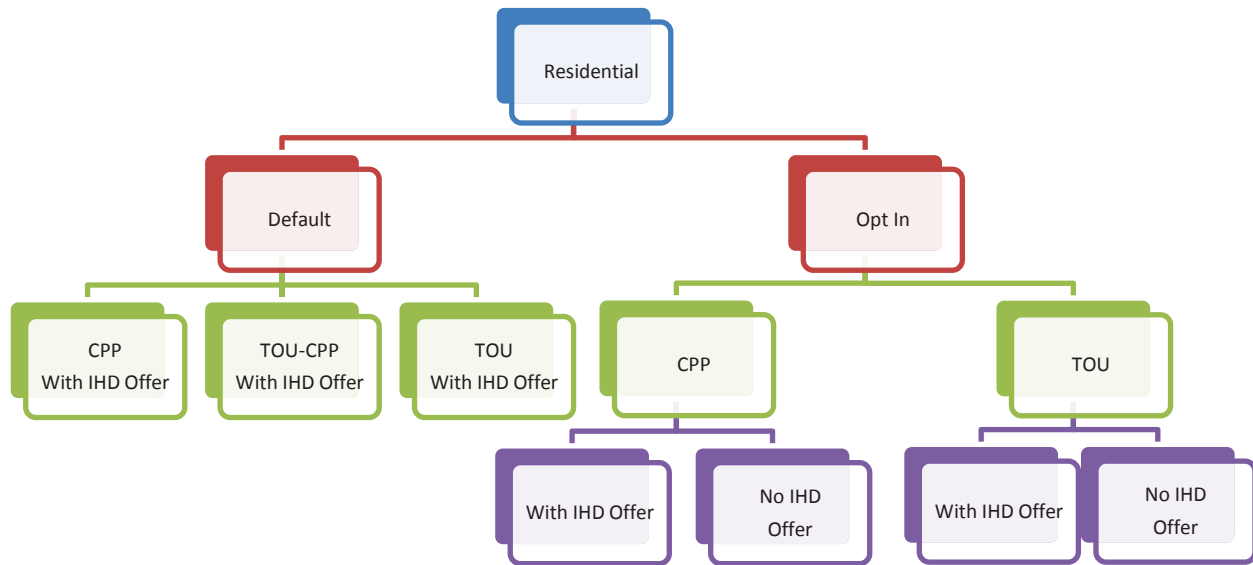 Residential
Default
Opt In
CPP
With IHD Offer
TOU-CPP
With IHD Offer
TOU
With IHD Offer
CPP
TOU
With IHD Offer
No IHD
Offer
With IHD Offer
No IHD
Offer